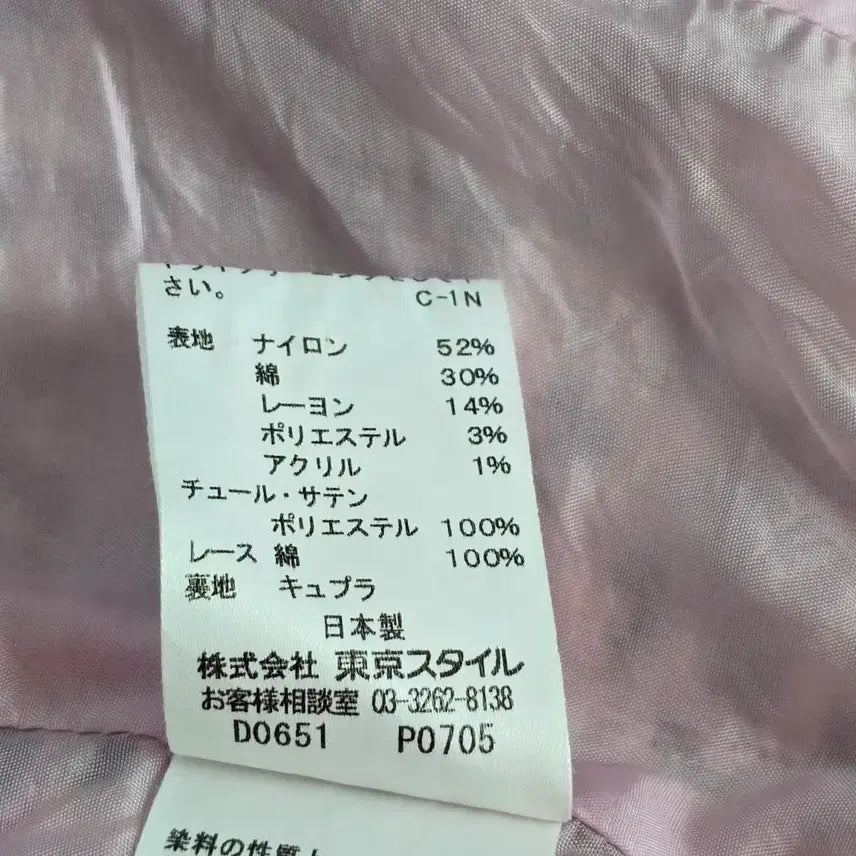 さい。 C-1N
表地 ナイロン 52%
綿 30%
レーヨン 14%
ポリエステル 3%
アクリル 1%
チュール・サテン
ポリエステル 100%
レース 綿 100%
裏地 キュプラ
日本製
株式会社 東京スタイル
お客様相談室 03-3262-8138
D0651 P0705
染料の性質